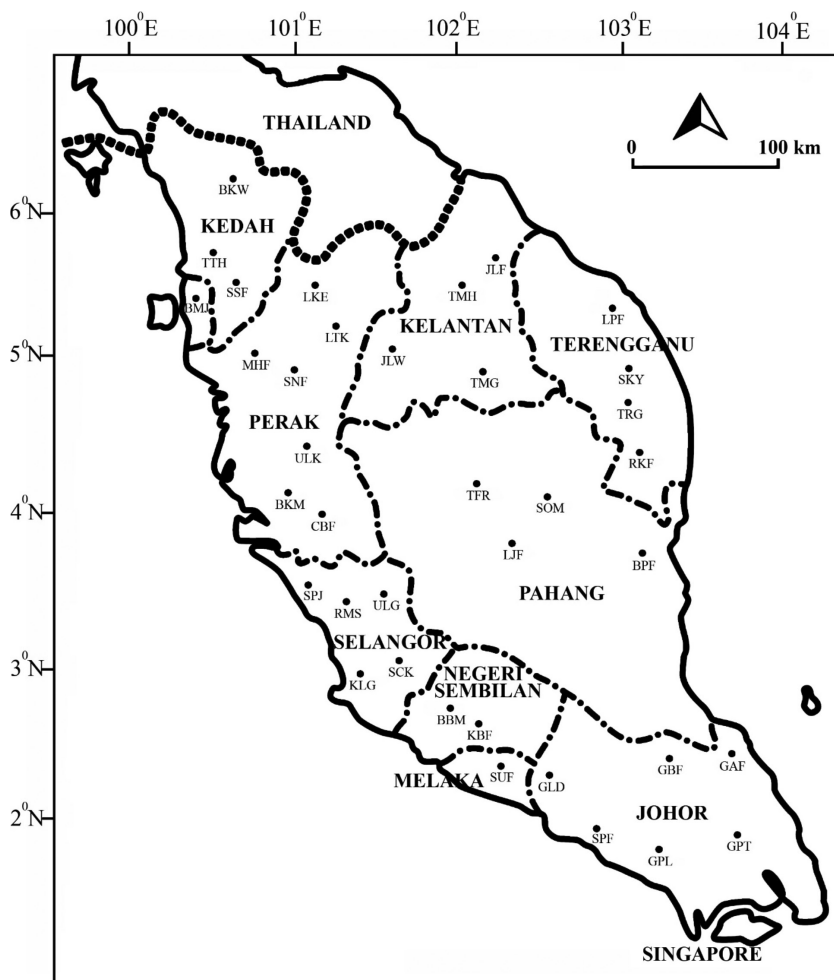 100°E 101°E 102°E 103°E 104°E
THAILAND
0 100 km
BKW
6°N
KEDAH
TTH
JLF
SSF
LKE
TMH
BMJ
LPF
LTK
KELANTAN
TERENGGANU
5°N
MHF
JLW
SNF
TMG
SKY
TRG
PERAK
ULK
RKF
BKM
TFR
SOM
4°N
CBF
LJF
BPF
SPJ
RMS
ULG
PAHANG
SELANGOR
3°N
KLG
SCK
NEGERI
SEMBILAN
BBM
KBF
GBF
GAF
MELAKA
SUF
GLD
JOHOR
2°N
SPF
GPL
GPT
SINGAPORE